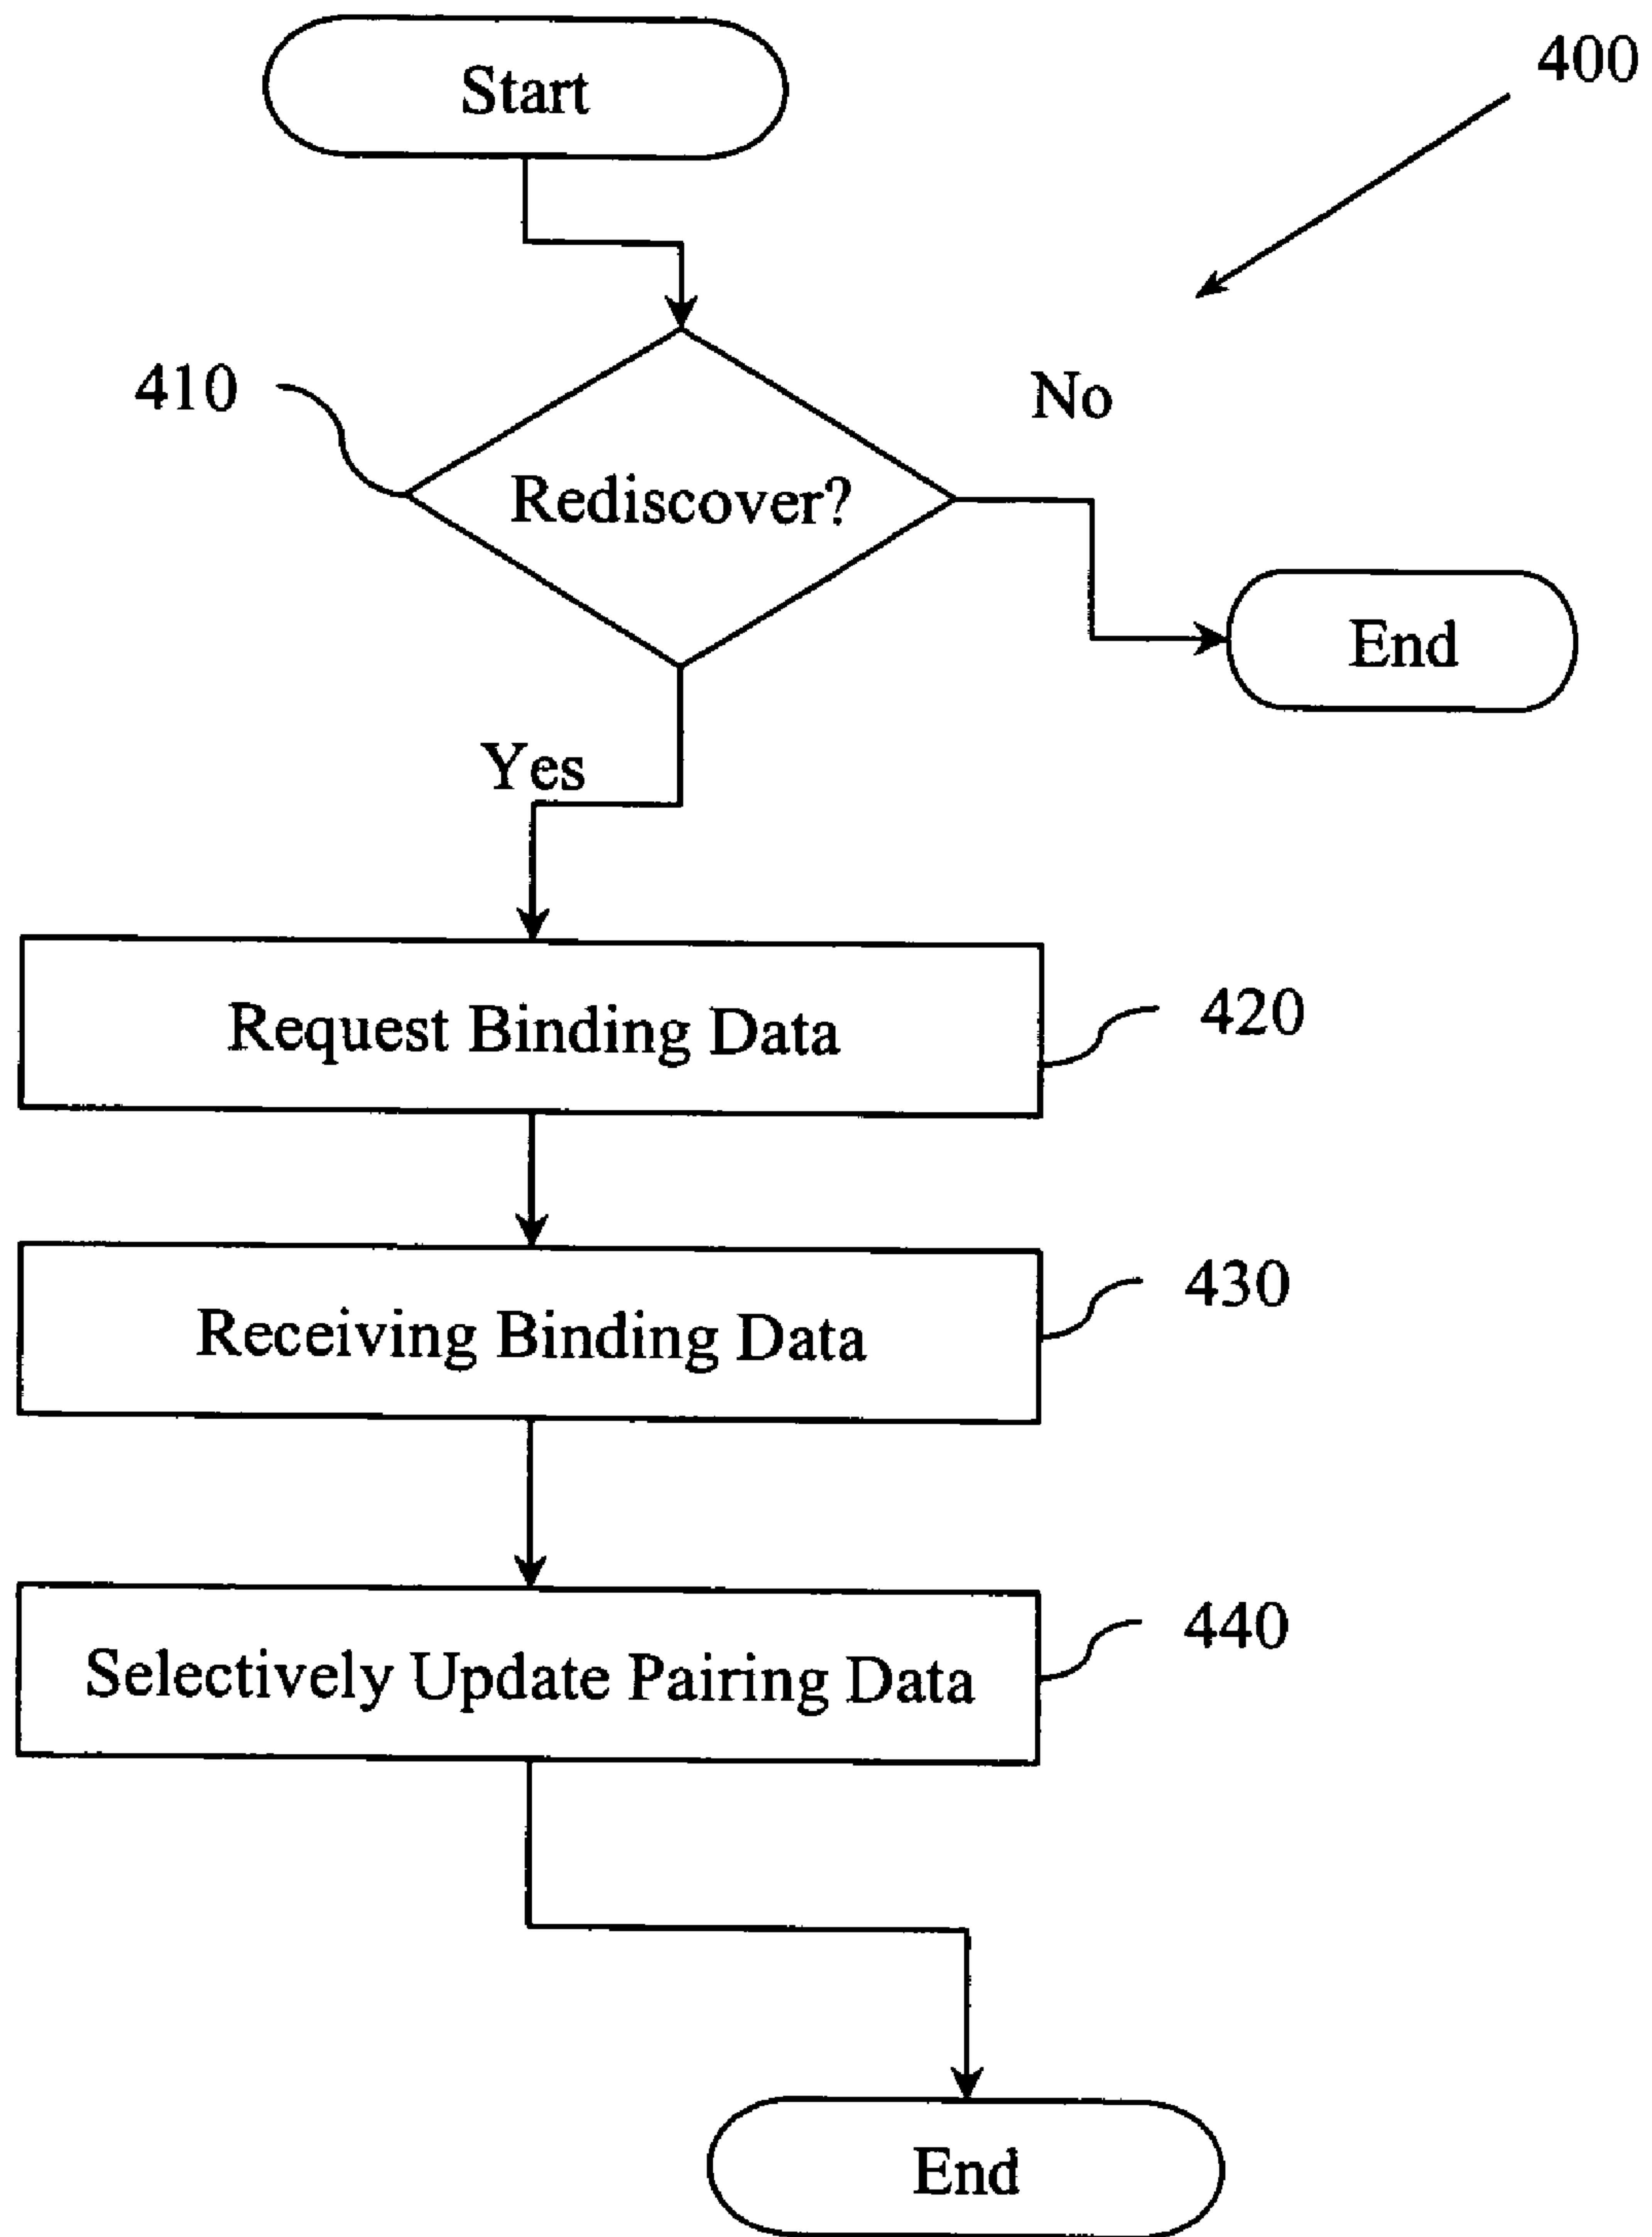 Start
400
410
No
Rediscover?
End
Yes
Request Binding Data
420
Receiving Binding Data
430
Selectively Update Pairing Data
440
End